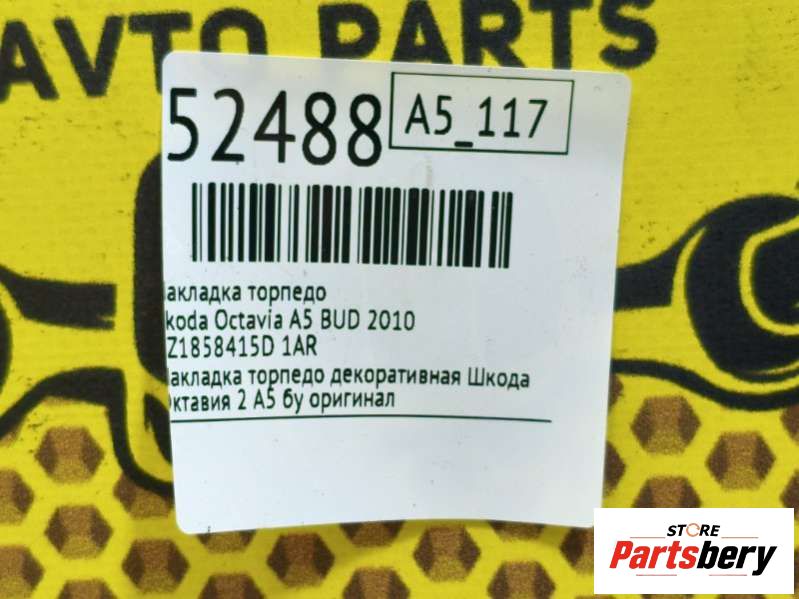 AVTO PARTS
52488
A5_117
акладка торпедо
koda Octavia A5 BUD 2010
Z1858415D 1AR
акладка торпедо декоративная Шкода
ктавия 2 А5 бу оригинал
STORE
Partsbery